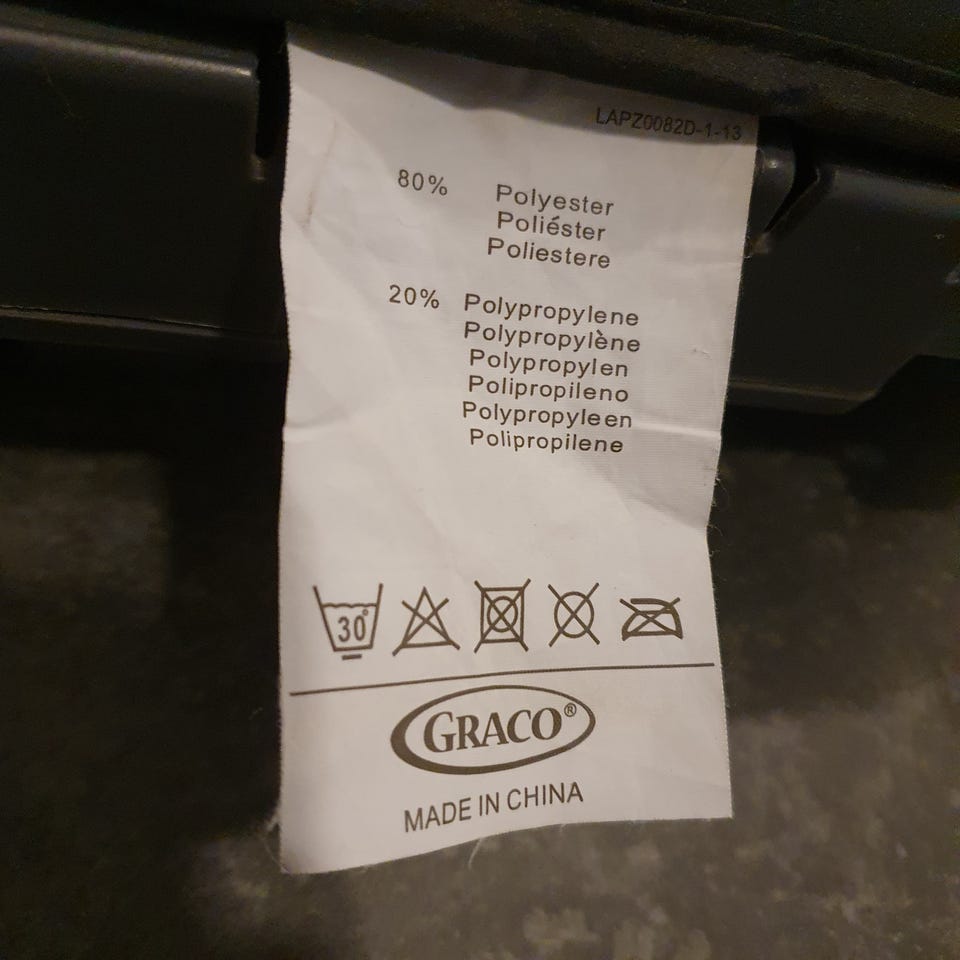 LAPZ0082D-1-13
80% Polyester
Poliéster
Poliestere
20% Polypropylene
Polypropylène
Polypropylen
Polipropileno
Polypropyleen
Polipropilene
30°
GRACO®
MADE IN CHINA